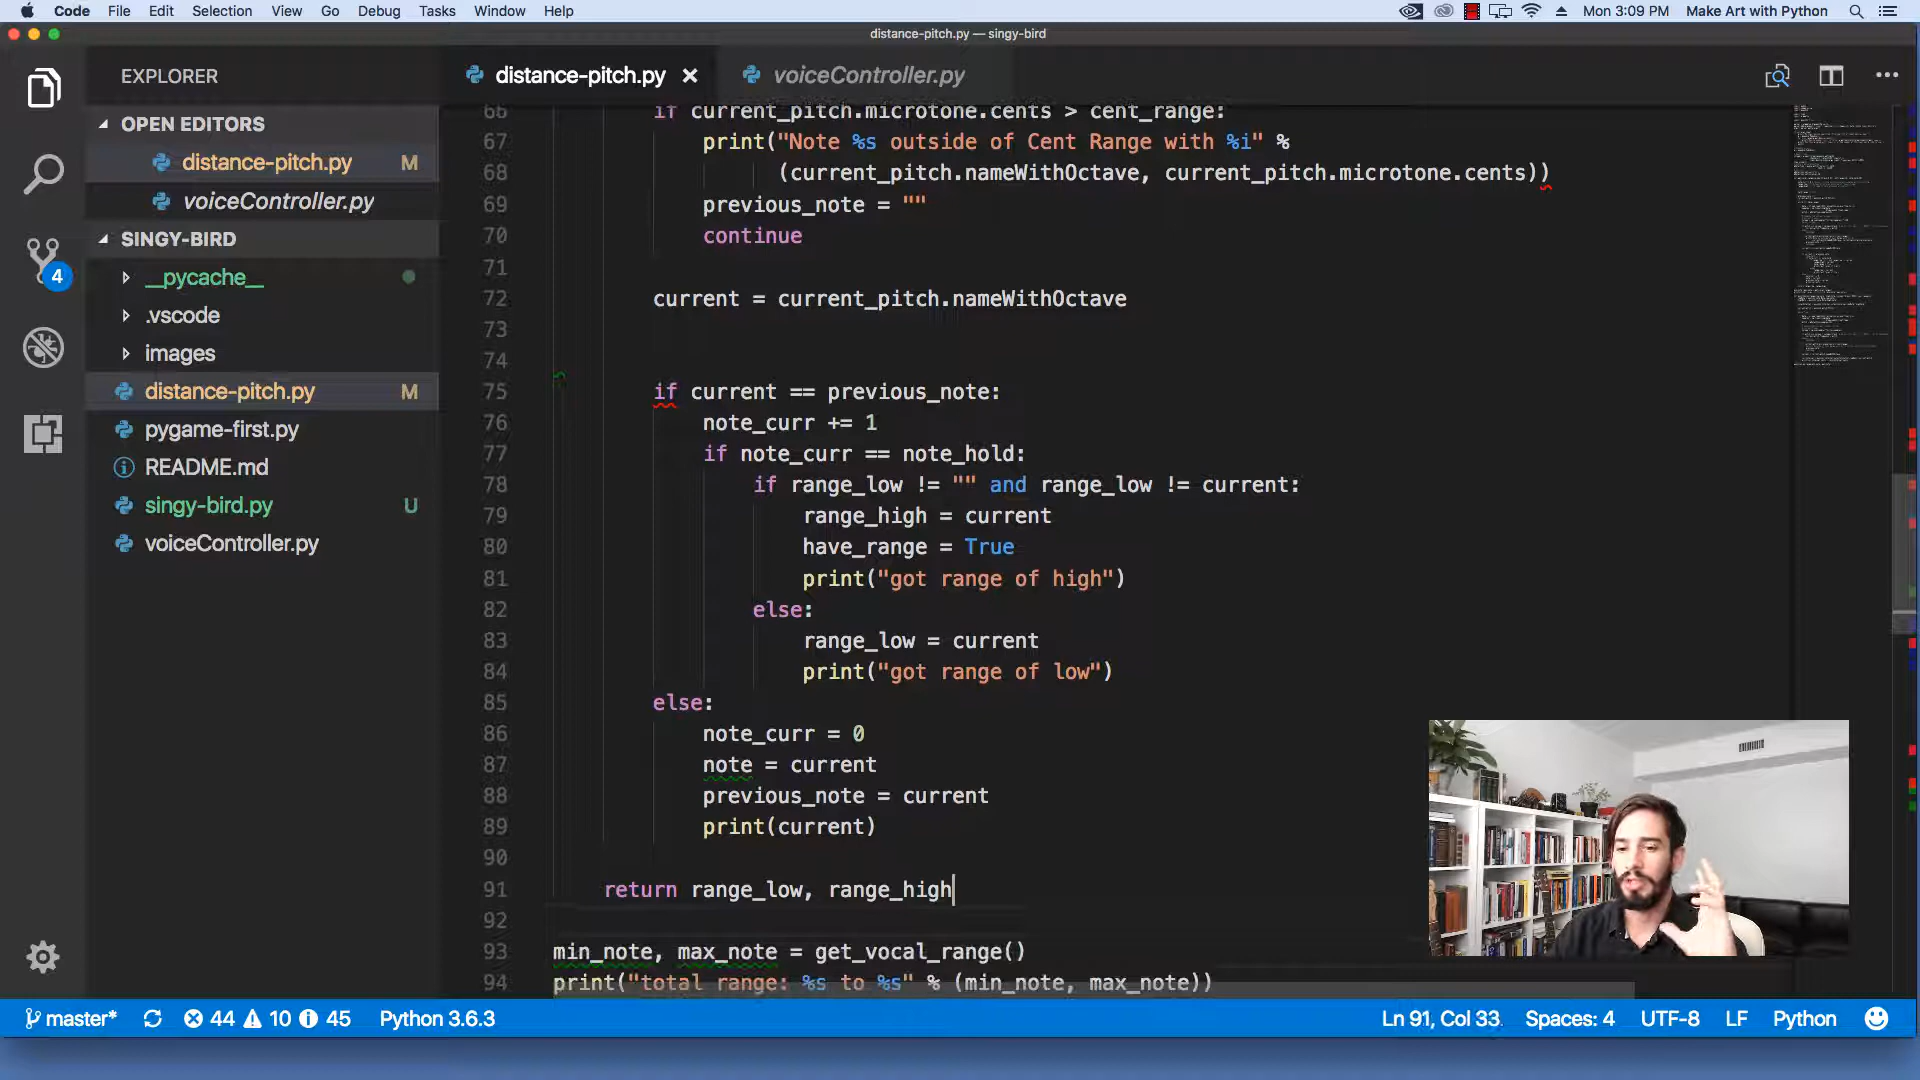 Code File Edit Selection View Go Debug Tasks Window Help Mon 3:09 PM Make Art with Python
distance-pitch.py — singy-bird
EXPLORER
distance-pitch.py
voiceController.py
OPEN EDITORS
distance-pitch.py M
voiceController.py
SINGY-BIRD
__pycache__
.vscode
images
distance-pitch.py M
pygame-first.py
README.md
singy-bird.py U
voiceController.py
4
66 if current_pitch.microtone.cents > cent_range:
67 print("Note %s outside of Cent Range with %i" %
68 (current_pitch.nameWithOctave, current_pitch.microtone.cents))
69 previous_note = ""
70 continue
71
72 current = current_pitch.nameWithOctave
73
74
75 if current == previous_note:
76 note_curr += 1
77 if note_curr == note_hold:
78 if range_low != "" and range_low != current:
79 range_high = current
80 have_range = True
81 print("got range of high")
82 else:
83 range_low = current
84 print("got range of low")
85 else:
86 note_curr = 0
87 note = current
88 previous_note = current
89 print(current)
90
91 return range_low, range_high
92
93 min_note, max_note = get_vocal_range()
94 print("total range: %s to %s" % (min_note, max_note))
master* 44 10 45 Python 3.6.3 Ln 91, Col 33 Spaces: 4 UTF-8 LF Python